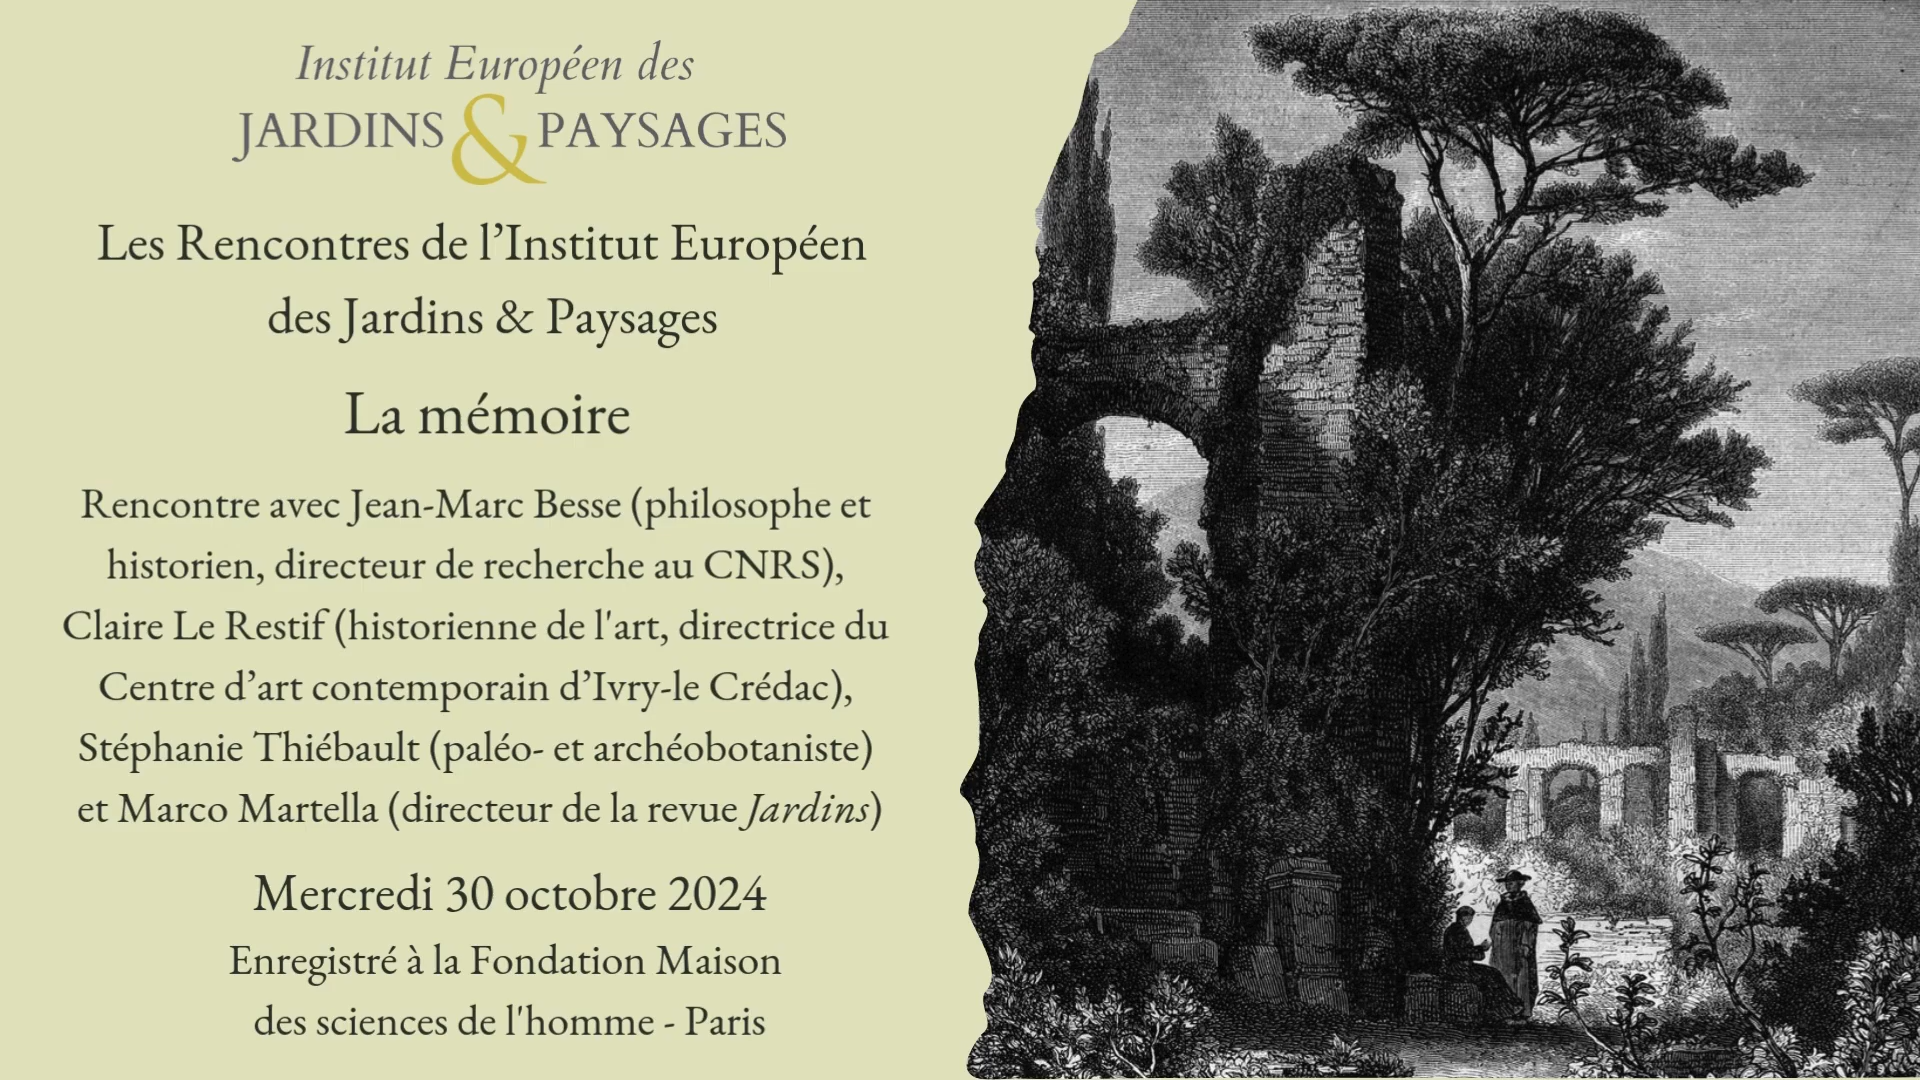 Institut Européen des
JARDINS & PAYSAGES
Les Rencontres de l’Institut Européen
des Jardins & Paysages
La mémoire
Rencontre avec Jean-Marc Besse (philosophe et
historien, directeur de recherche au CNRS),
Claire Le Restif (historienne de l'art, directrice du
Centre d’art contemporain d’Ivry-le Crédac),
Stéphanie Thiébault (paléo- et archéobotaniste)
et Marco Martella (directeur de la revue Jardins)
Mercredi 30 octobre 2024
Enregistré à la Fondation Maison
des sciences de l'homme - Paris